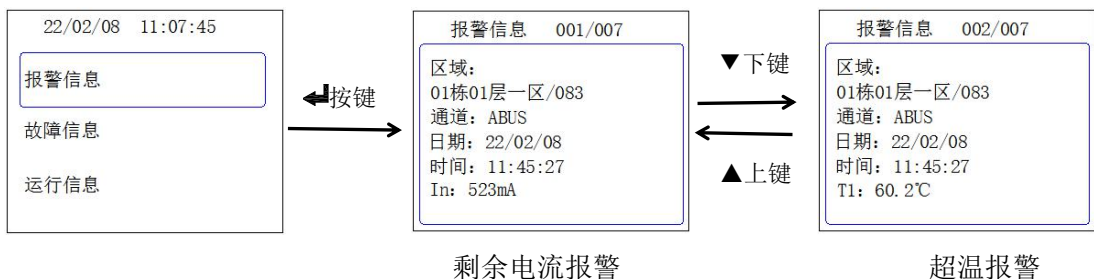 22/02/08 11:07:45
报警信息
故障信息
运行信息
按键
报警信息 001/007
区域：
01栋01层一区/083
通道：ABUS
日期：22/02/08
时间：11:45:27
In：523mA
剩余电流报警
▼下键
▲上键
报警信息 002/007
区域：
01栋01层一区/083
通道：ABUS
日期：22/02/08
时间：11:45:27
T1：60.2℃
超温报警